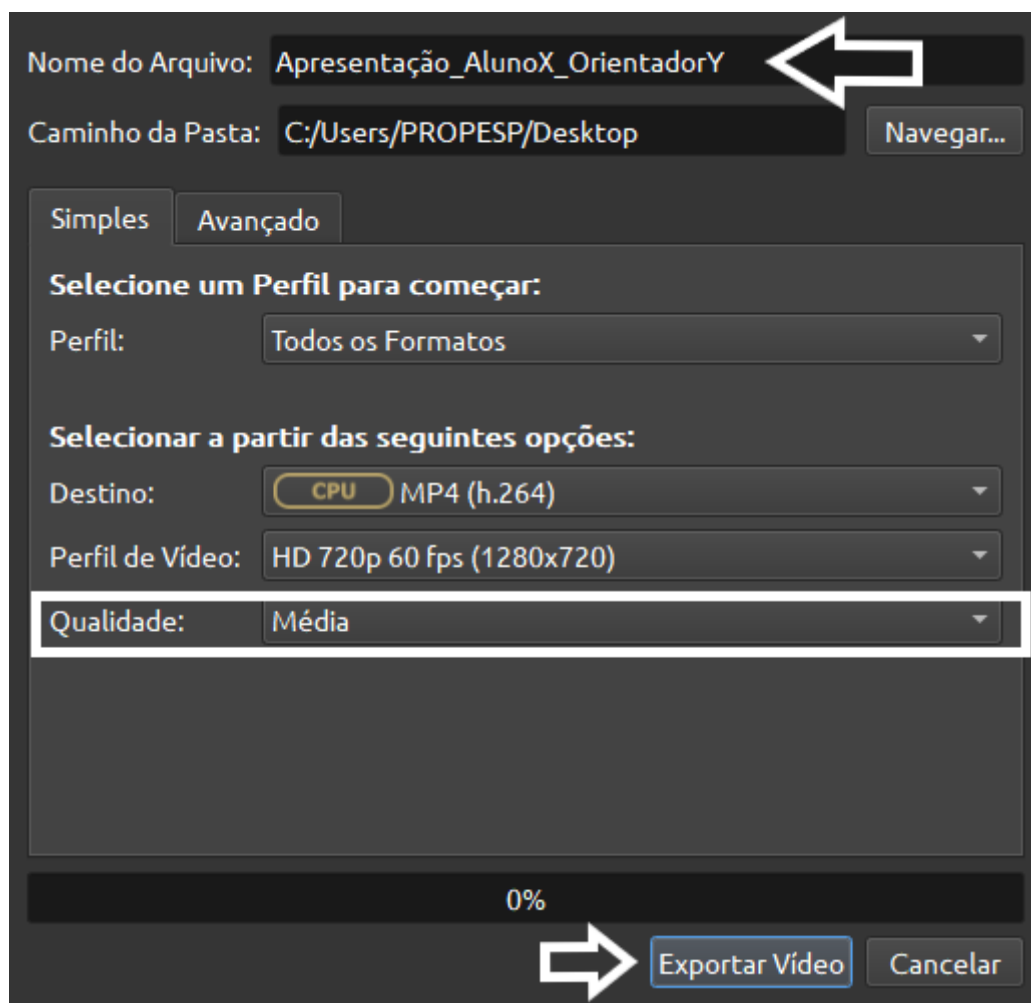 Nome do Arquivo: Apresentação_AlunoX_OrientadorY
Caminho da Pasta: C:/Users/PROPESP/Desktop Navegar...
Simples Avançado
Selecione um Perfil para começar:
Perfil: Todos os Formatos
Selecionar a partir das seguintes opções:
Destino: CPU MP4 (h.264)
Perfil de Vídeo: HD 720p 60 fps (1280x720)
Qualidade: Média
0%
Exportar Vídeo Cancelar